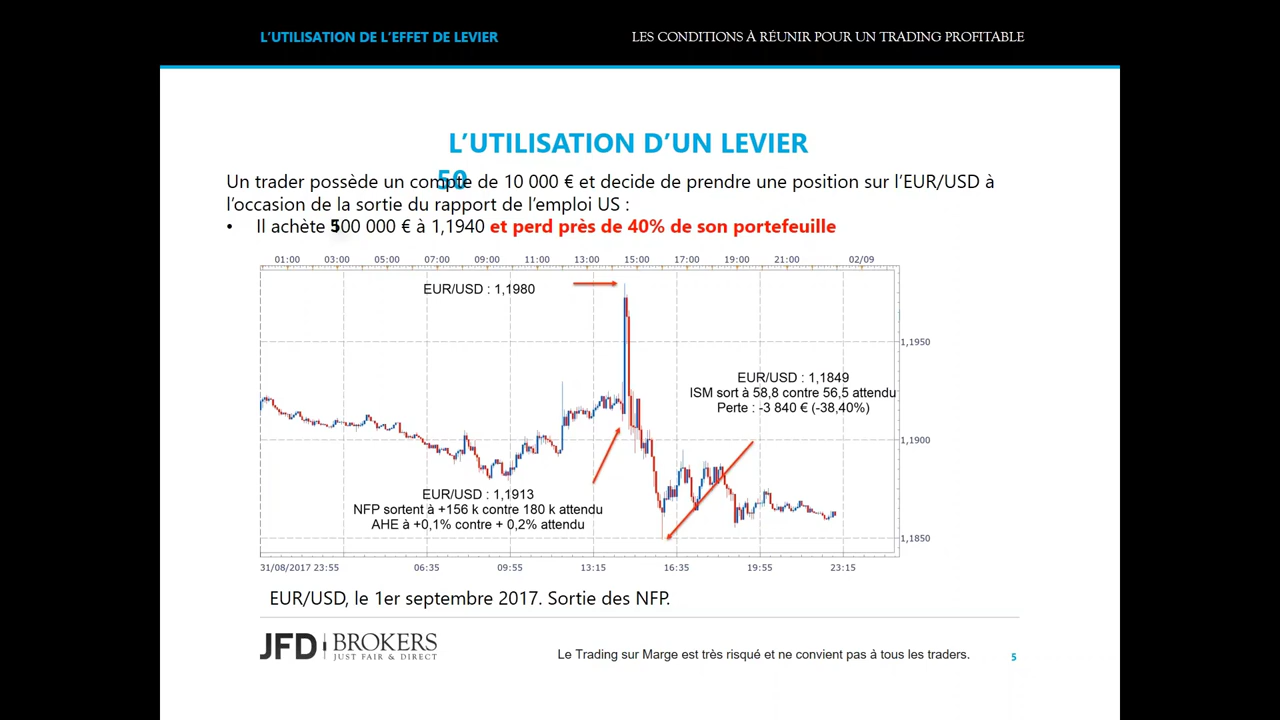 L’UTILISATION DE L’EFFET DE LEVIER
LES CONDITIONS À RÉUNIR POUR UN TRADING PROFITABLE
L’UTILISATION D’UN LEVIER
50
Un trader possède un compte de 10 000 € et decide de prendre une position sur l’EUR/USD à
l’occasion de la sortie du rapport de l’emploi US :
• Il achète 500 000 € à 1,1940 et perd près de 40% de son portefeuille
01:00 03:00 05:00 07:00 09:00 11:00 13:00 15:00 17:00 19:00 21:00 02/09
EUR/USD : 1,1980
1,1950
EUR/USD : 1,1849
ISM sort à 58,8 contre 56,5 attendu
Perte : -3 840 € (-38,40%)
1,1900
EUR/USD : 1,1913
NFP sortent à +156 k contre 180 k attendu
AHE à +0,1% contre + 0,2% attendu
1,1850
31/08/2017 23:55 06:35 09:55 13:15 16:35 19:55 23:15
EUR/USD, le 1er septembre 2017. Sortie des NFP.
JFD BROKERS
JUST FAIR & DIRECT
Le Trading sur Marge est très risqué et ne convient pas à tous les traders.
5